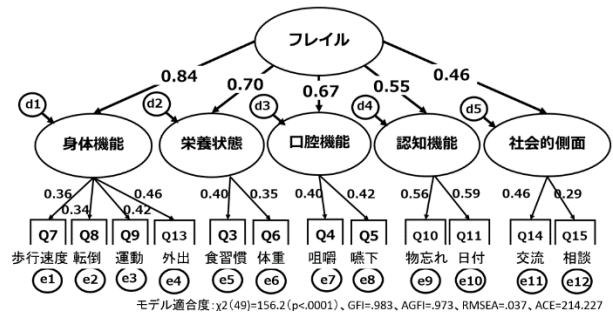 フレイル
0.84 0.70 0.67 0.55 0.46
d1 d2 d3 d4 d5
身体機能 栄養状態 口腔機能 認知機能 社会的側面
0.36 0.34 0.42 0.46 0.40 0.35 0.40 0.42 0.56 0.59 0.46 0.29
Q7 Q8 Q9 Q13 Q3 Q6 Q4 Q5 Q10 Q11 Q14 Q15
歩行速度 転倒 運動 外出 食習慣 体重 咀嚼 嚥下 物忘れ 日付 交流 相談
e1 e2 e3 e4 e5 e6 e7 e8 e9 e10 e11 e12
モデル適合度:χ2(49)=156.2(p<.0001)、GFI=.983、AGFI=.973、RMSEA=.037、ACE=214.227